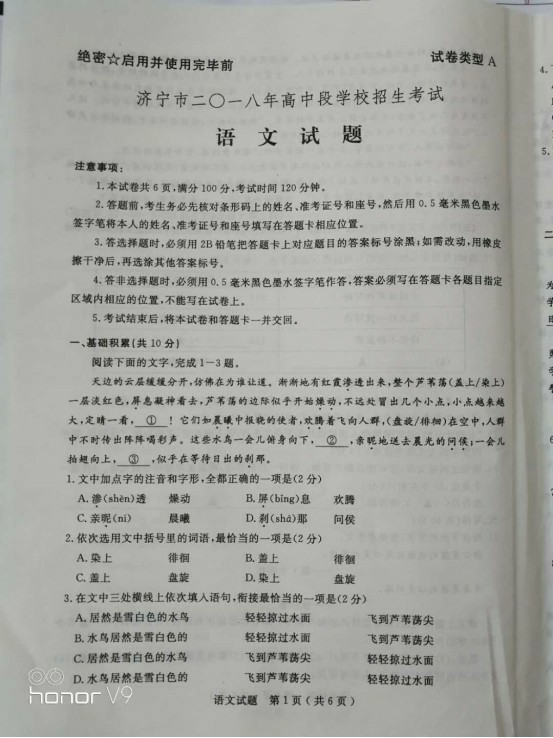 绝密☆启用并使用完毕前
试卷类型 A
济宁市二〇一八年高中段学校招生考试
语文试题
注意事项:
1.本试卷共6页,满分100分,考试时间120分钟。
2.答题前,考生务必先核对条形码上的姓名、准考证号和座号,然后用0.5毫米黑色墨水
签字笔将本人的姓名、准考证号和座号填写在答题卡相应位置。
3.答选择题时,必须用2B铅笔把答题卡上对应题目的答案标号涂黑;如需改动,用橡皮
擦干净后,再选涂其他答案标号。
4.答非选择题时,必须用0.5毫米黑色墨水签字笔作答,答案必须写在答题卡各题目指定
区域内相应的位置,不能写在试卷上。
5.考试结束后,将本试卷和答题卡一并交回。
一、基础积累(共10分)
阅读下面的文字,完成1—3题。
天边的云层缓缓分开,仿佛在为谁让道。渐渐地有红霞渗透出来,整个芦苇荡(盖上/染上)
一层淡红色,屏息凝神看去,芦苇荡的边际似乎开始燥动,不远处冒出几个小点,小点越来越
大,定睛一看, ① !它们如晨曦中报晓的使者,欢腾着飞向人群,(盘旋/徘徊)在空中,人群
中不时传出阵阵喝彩声。这些水鸟一会儿俯身向下, ② ,亲昵地送去晨光的问侯;一会儿
拍翅向上, ③ ,似乎在等待日出的刹那。
1.文中加点字的注音和字形,全都正确的一项是(2分)
A.渗(shèn)透 燥动 B.屏(bǐng)息 欢腾
C.亲昵(nì) 晨曦 D.刹(shà)那 问侯
2.依次选用文中括号里的词语,最恰当的一项是(2分)
A.染上 徘徊 B.盖上 徘徊
C.盖上 盘旋 D.染上 盘旋
3.在文中三处横线上依次填入语句,衔接最恰当的一项是(2分)
A.居然是雪白色的水鸟 轻轻掠过水面 飞到芦苇荡尖
B.水鸟居然是雪白色的 轻轻掠过水面 飞到芦苇荡尖
C.居然是雪白色的水鸟 飞到芦苇荡尖 轻轻掠过水面
D.水鸟居然是雪白色的 飞到芦苇荡尖 轻轻掠过水面
语文试题 第1页(共6页)
honor V9
4.
5.
二